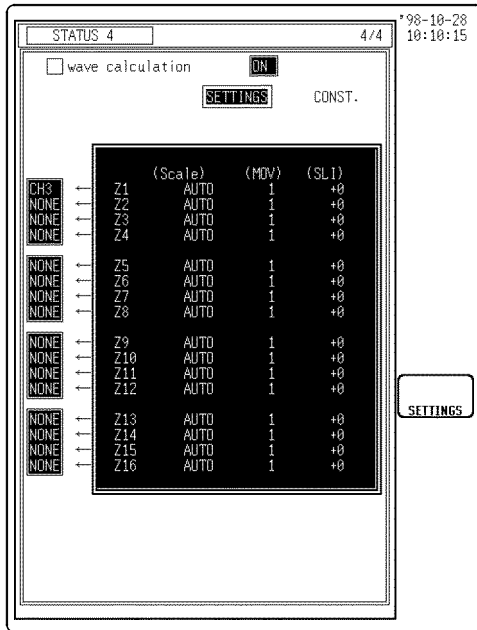 '98-10-28
STATUS 4 4/4 10:10:15
wave calculation ON
SETTINGS CONST.
(Scale) (MOV) (SLI)
CH3 ← Z1 AUTO 1 +0
NONE ← Z2 AUTO 1 +0
NONE ← Z3 AUTO 1 +0
NONE ← Z4 AUTO 1 +0
NONE ← Z5 AUTO 1 +0
NONE ← Z6 AUTO 1 +0
NONE ← Z7 AUTO 1 +0
NONE ← Z8 AUTO 1 +0
NONE ← Z9 AUTO 1 +0
NONE ← Z10 AUTO 1 +0
NONE ← Z11 AUTO 1 +0
NONE ← Z12 AUTO 1 +0
NONE ← Z13 AUTO 1 +0
NONE ← Z14 AUTO 1 +0
NONE ← Z15 AUTO 1 +0
NONE ← Z16 AUTO 1 +0
SETTINGS